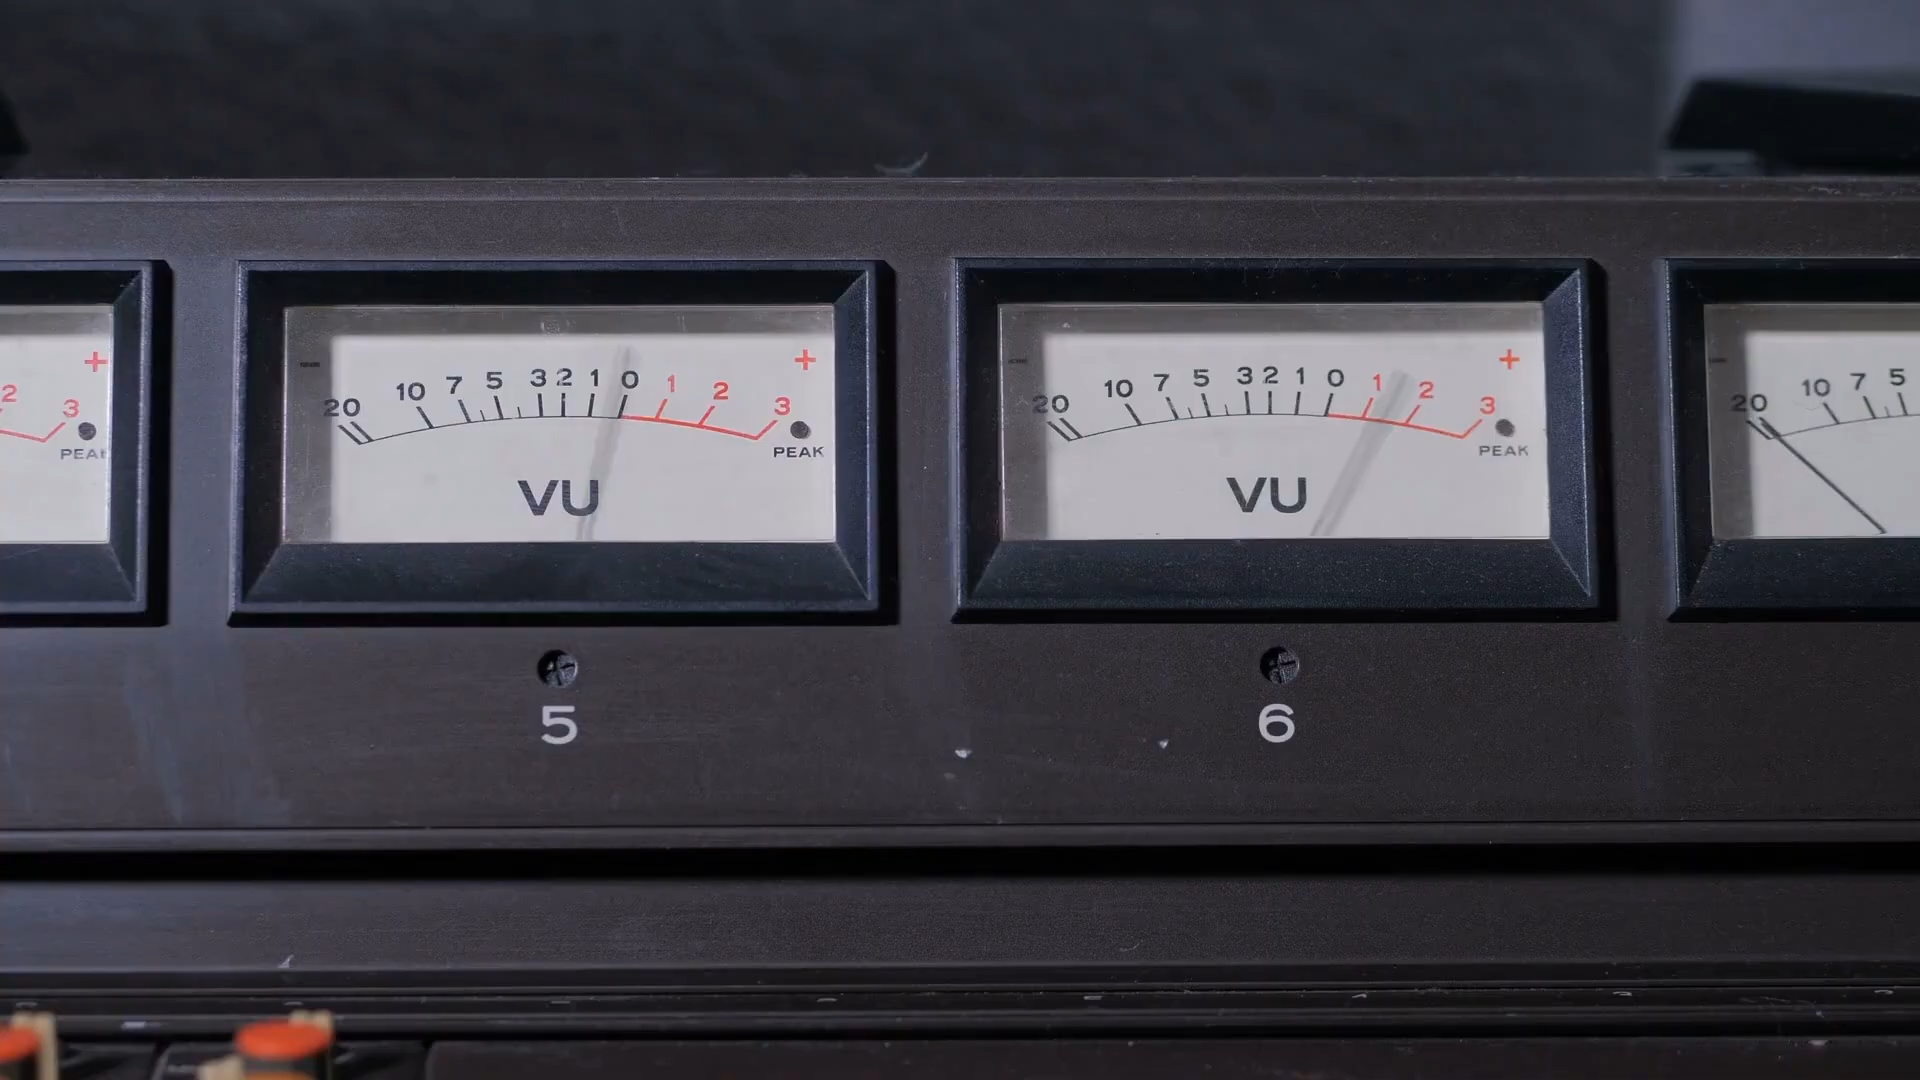 2 3 +
PEAK
20 10 7 5 3 2 1 0 1 2 3 +
PEAK
VU
5
20 10 7 5 3 2 1 0 1 2 3 +
PEAK
VU
6
20 10 7 5